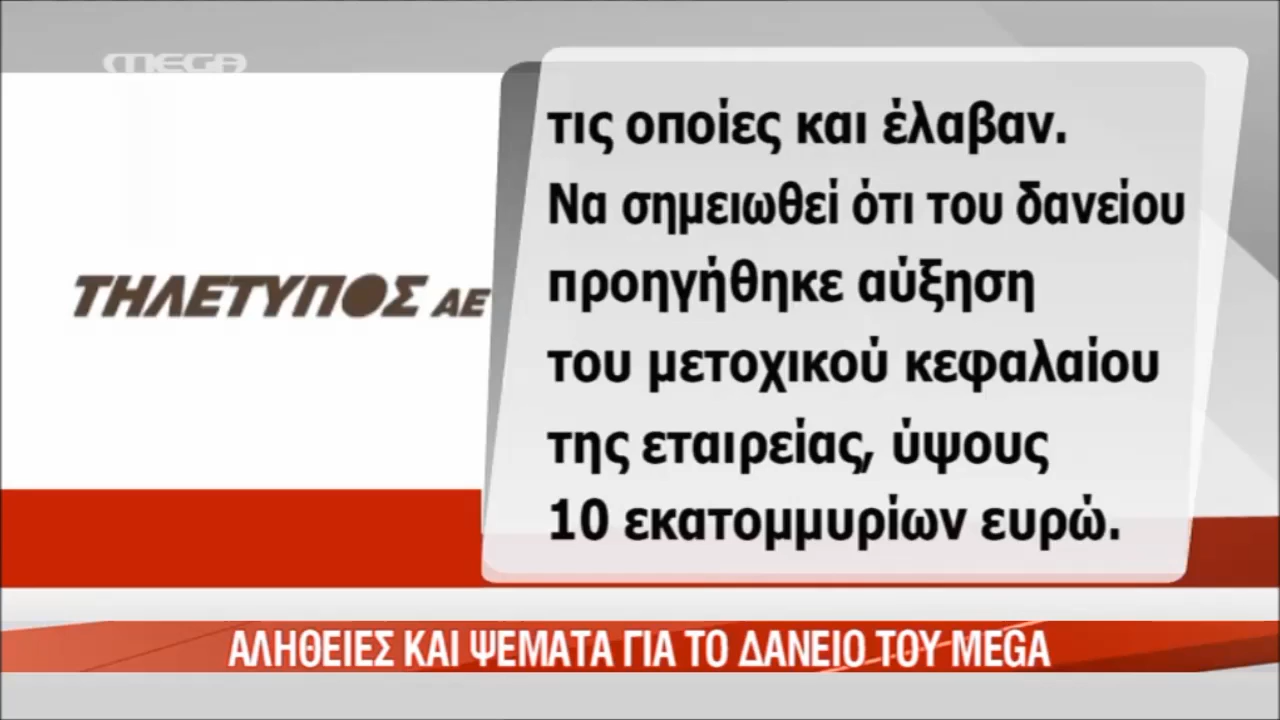 MEGA
τις οποίες και έλαβαν.
Να σημειωθεί ότι του δανείου
προηγήθηκε αύξηση
του μετοχικού κεφαλαίου
της εταιρείας, ύψους
10 εκατομμυρίων ευρώ.
ΤΗΛΕΤΥΠΟΣ ΑΕ
ΑΛΗΘΕΙΕΣ ΚΑΙ ΨΕΜΑΤΑ ΓΙΑ ΤΟ ΔΑΝΕΙΟ ΤΟΥ MEGA